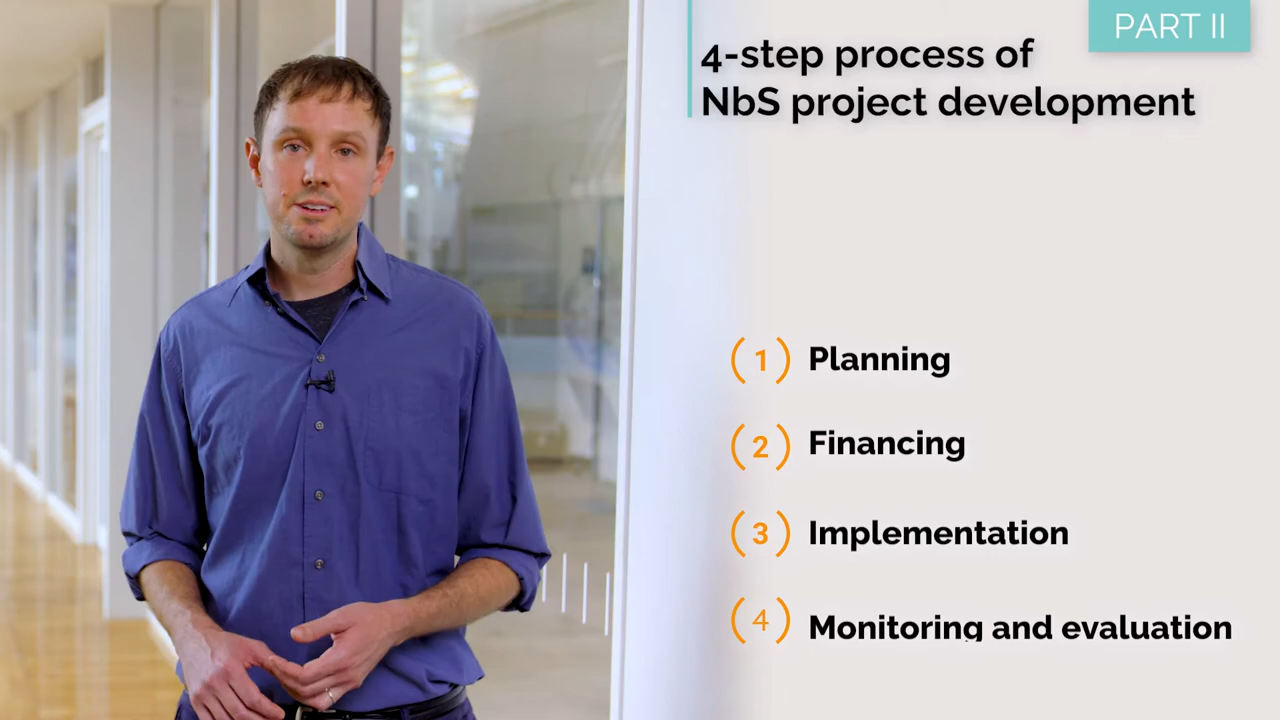 PART II
4-step process of
NbS project development
(1) Planning
(2) Financing
(3) Implementation
(4) Monitoring and evaluation